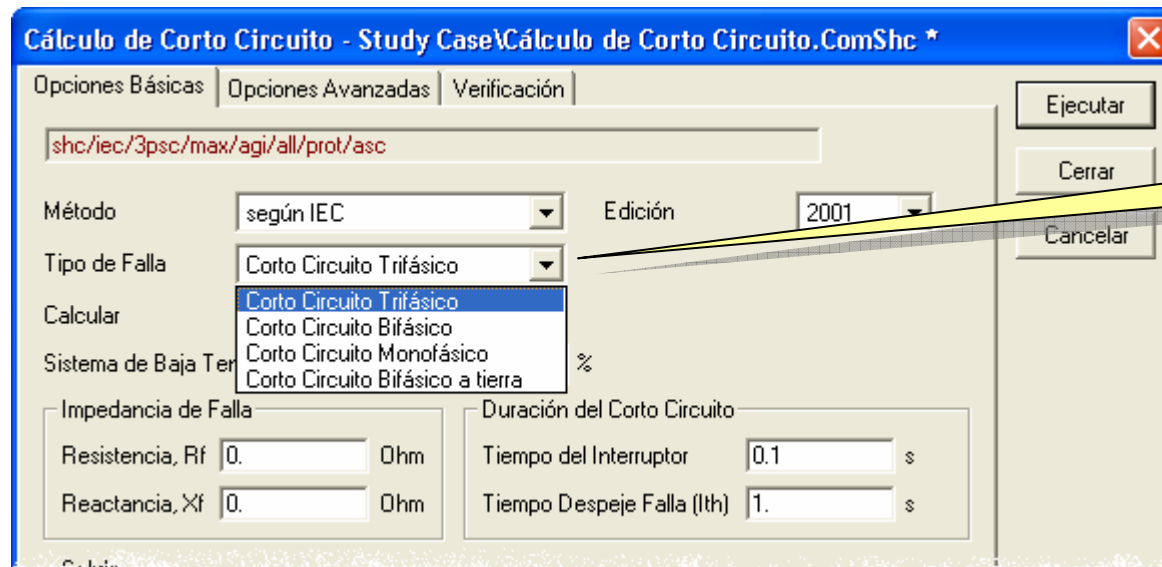 Cálculo de Corto Circuito - Study Case\Cálculo de Corto Circuito.ComShc *
Opciones Básicas
Opciones Avanzadas
Verificación
Ejecutar
shc/iec/3psc/max/agi/all/prot/asc
Cerrar
Método
según IEC
Edición
2001
Cancelar
Tipo de Falla
Corto Circuito Trifásico
Corto Circuito Trifásico
Calcular
Corto Circuito Bifásico
Corto Circuito Monofásico
Sistema de Baja
%
Corto Circuito Bifásico a tierra
Impedancia de Falla
Duración del Corto Circuito
Resistencia, Rf
0.
Ohm
Tiempo del Interruptor
0.1
s
Reactancia, Xf
0.
Ohm
Tiempo Despeje Falla (Ith)
1.
s